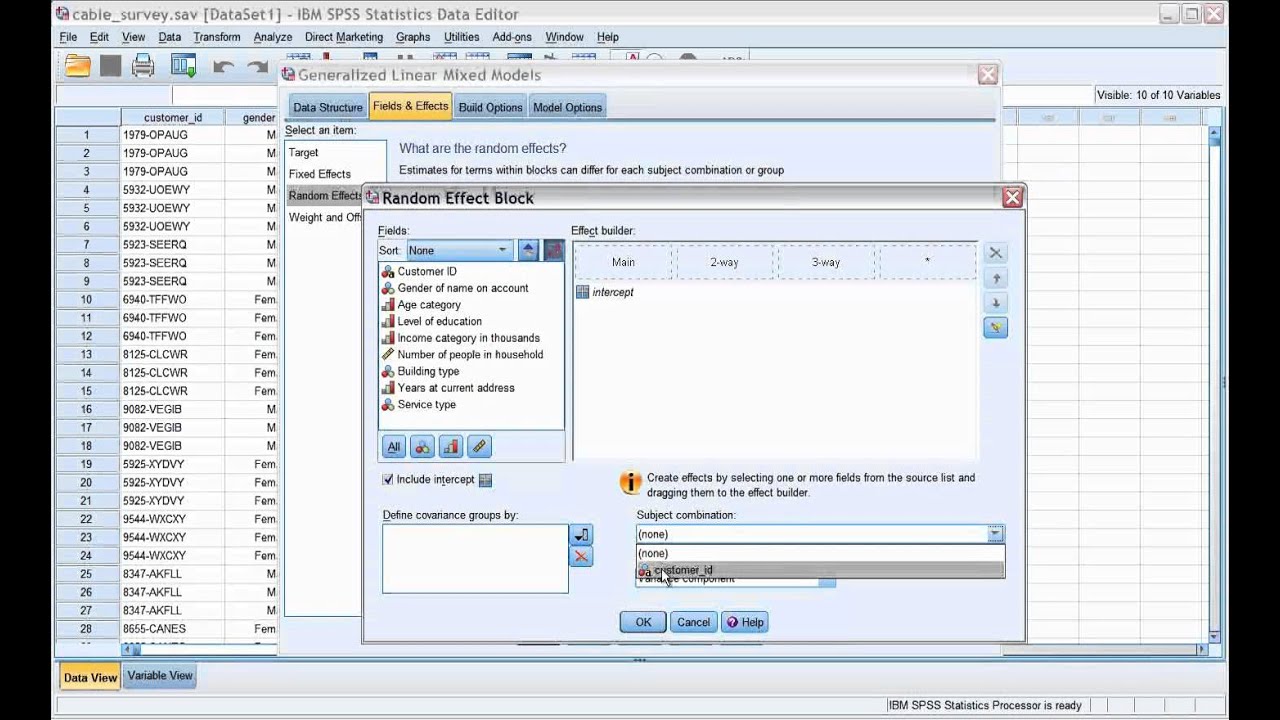 cable_survey.sav [DataSet1] - IBM SPSS Statistics Data Editor
File Edit View Data Transform Analyze Direct Marketing Graphs Utilities Add-ons Window Help
Generalized Linear Mixed Models
Visible: 10 of 10 Variables
Data Structure Fields & Effects Build Options Model Options
customer_id gender
Select an item:
Target
Fixed Effects
Random Effects
Weight and Offs
What are the random effects?
Estimates for terms within blocks can differ for each subject combination or group
1 1979-OPAUG M
2 1979-OPAUG M
3 1979-OPAUG M
4 5932-UOEWY M
5 5932-UOEWY M
6 5932-UOEWY M
7 5923-SEERQ M
8 5923-SEERQ M
9 5923-SEERQ M
10 6940-TFFWO Fem
11 6940-TFFWO Fem
12 6940-TFFWO Fem
13 8125-CLCWR Fem
14 8125-CLCWR Fem
15 8125-CLCWR Fem
16 9082-VEGIB M
17 9082-VEGIB M
18 9082-VEGIB M
19 5925-XYDVY Fem
20 5925-XYDVY Fem
21 5925-XYDVY Fem
22 9544-WXCXY M
23 9544-WXCXY M
24 9544-WXCXY M
25 8347-AKFLL M
26 8347-AKFLL M
27 8347-AKFLL M
28 8655-CANES Fem
Random Effect Block
Fields:
Sort: None
Customer ID
Gender of name on account
Age category
Level of education
Income category in thousands
Number of people in household
Building type
Years at current address
Service type
All
Effect builder:
Main 2-way 3-way *
intercept
Include intercept
Create effects by selecting one or more fields from the source list and
dragging them to the effect builder.
Define covariance groups by:
Subject combination:
(none)
(none)
customer_id
Variance component
OK Cancel Help
Data View Variable View
IBM SPSS Statistics Processor is ready